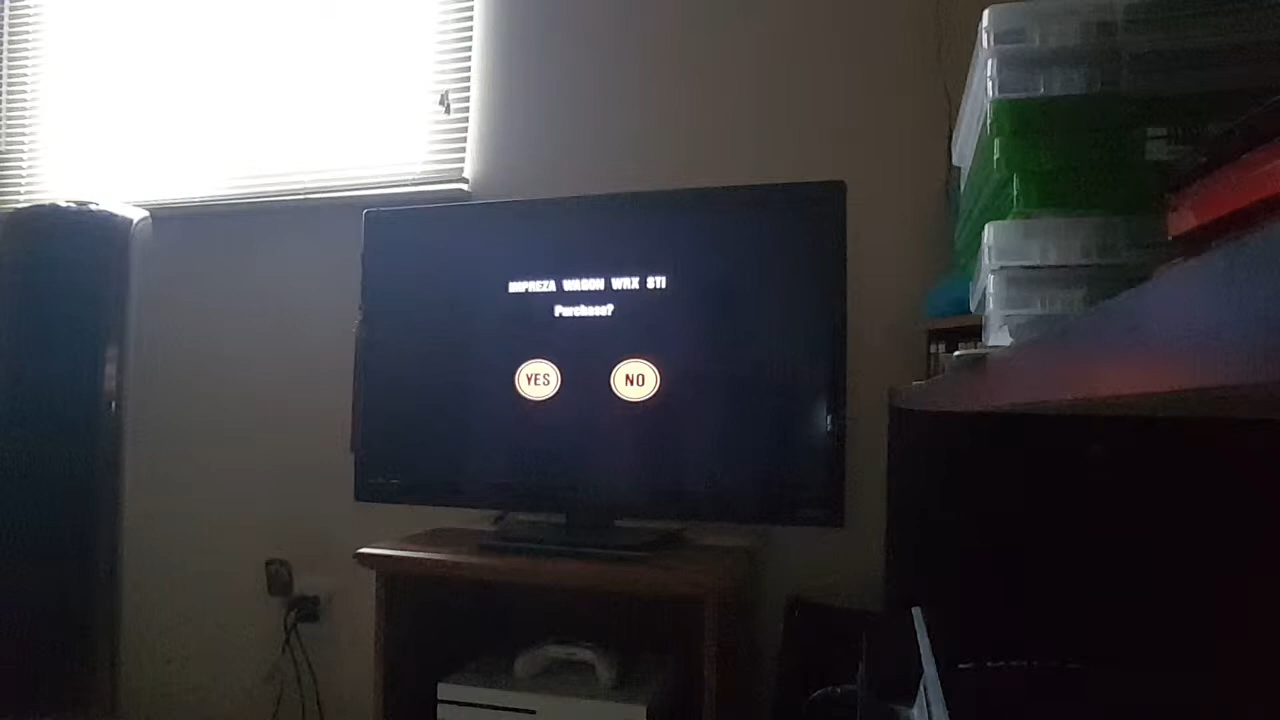 IMPREZA WAGON WRX STI
Purchase?
YES NO